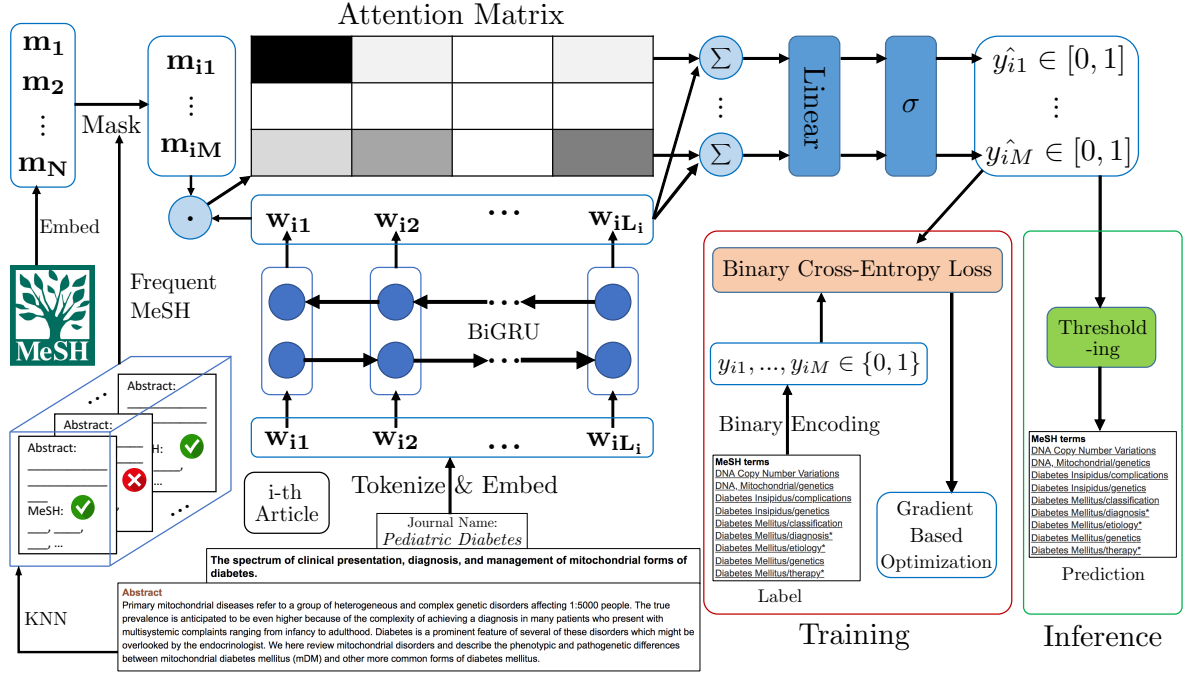 Attention Matrix
m1
m2
⋮
mN
Mask
mi1
⋮
miM
·
Embed
MeSH
Frequent
MeSH
∑
⋮
∑
Linear
σ
ŷi1 ∈ [0, 1]
⋮
ŷiM ∈ [0, 1]
wi1 wi2 ... wiLi
BiGRU
wi1 wi2 ... wiLi
Tokenize & Embed
i-th
Article
Journal Name:
Pediatric Diabetes
The spectrum of clinical presentation, diagnosis, and management of mitochondrial forms of
diabetes.
Abstract
Primary mitochondrial diseases refer to a group of heterogeneous and complex genetic disorders affecting 1:5000 people. The true
prevalence is anticipated to be even higher because of the complexity of achieving a diagnosis in many patients who present with
multisystemic complaints ranging from infancy to adulthood. Diabetes is a prominent feature of several of these disorders which might be
overlooked by the endocrinologist. We here review mitochondrial disorders and describe the phenotypic and pathogenetic differences
between mitochondrial diabetes mellitus (mDM) and other more common forms of diabetes mellitus.
KNN
Abstract:
H:
...
Abstract:
Abstract:
MeSH:
, ,
, ...
Binary Cross-Entropy Loss
yi1, ..., yiM ∈ {0, 1}
Binary Encoding
MeSH terms
DNA Copy Number Variations
DNA, Mitochondrial/genetics
Diabetes Insipidus/complications
Diabetes Insipidus/genetics
Diabetes Mellitus/classification
Diabetes Mellitus/diagnosis*
Diabetes Mellitus/etiology*
Diabetes Mellitus/genetics
Diabetes Mellitus/therapy*
Label
Gradient
Based
Optimization
Training
Threshold
-ing
MeSH terms
DNA Copy Number Variations
DNA, Mitochondrial/genetics
Diabetes Insipidus/complications
Diabetes Insipidus/genetics
Diabetes Mellitus/classification
Diabetes Mellitus/diagnosis*
Diabetes Mellitus/etiology*
Diabetes Mellitus/genetics
Diabetes Mellitus/therapy*
Prediction
Inference